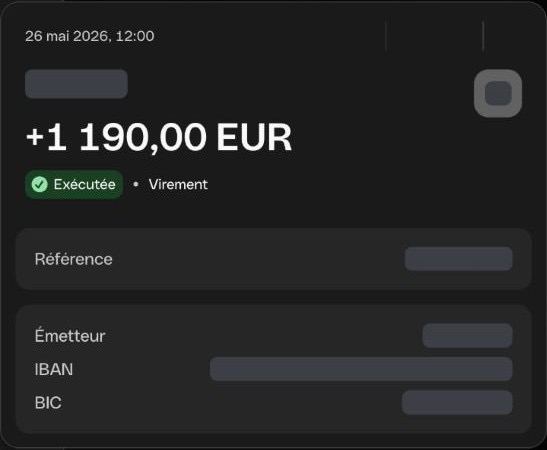 26 mai 2026, 12:00
+1 190,00 EUR
Exécutée • Virement
Référence
Émetteur
IBAN
BIC